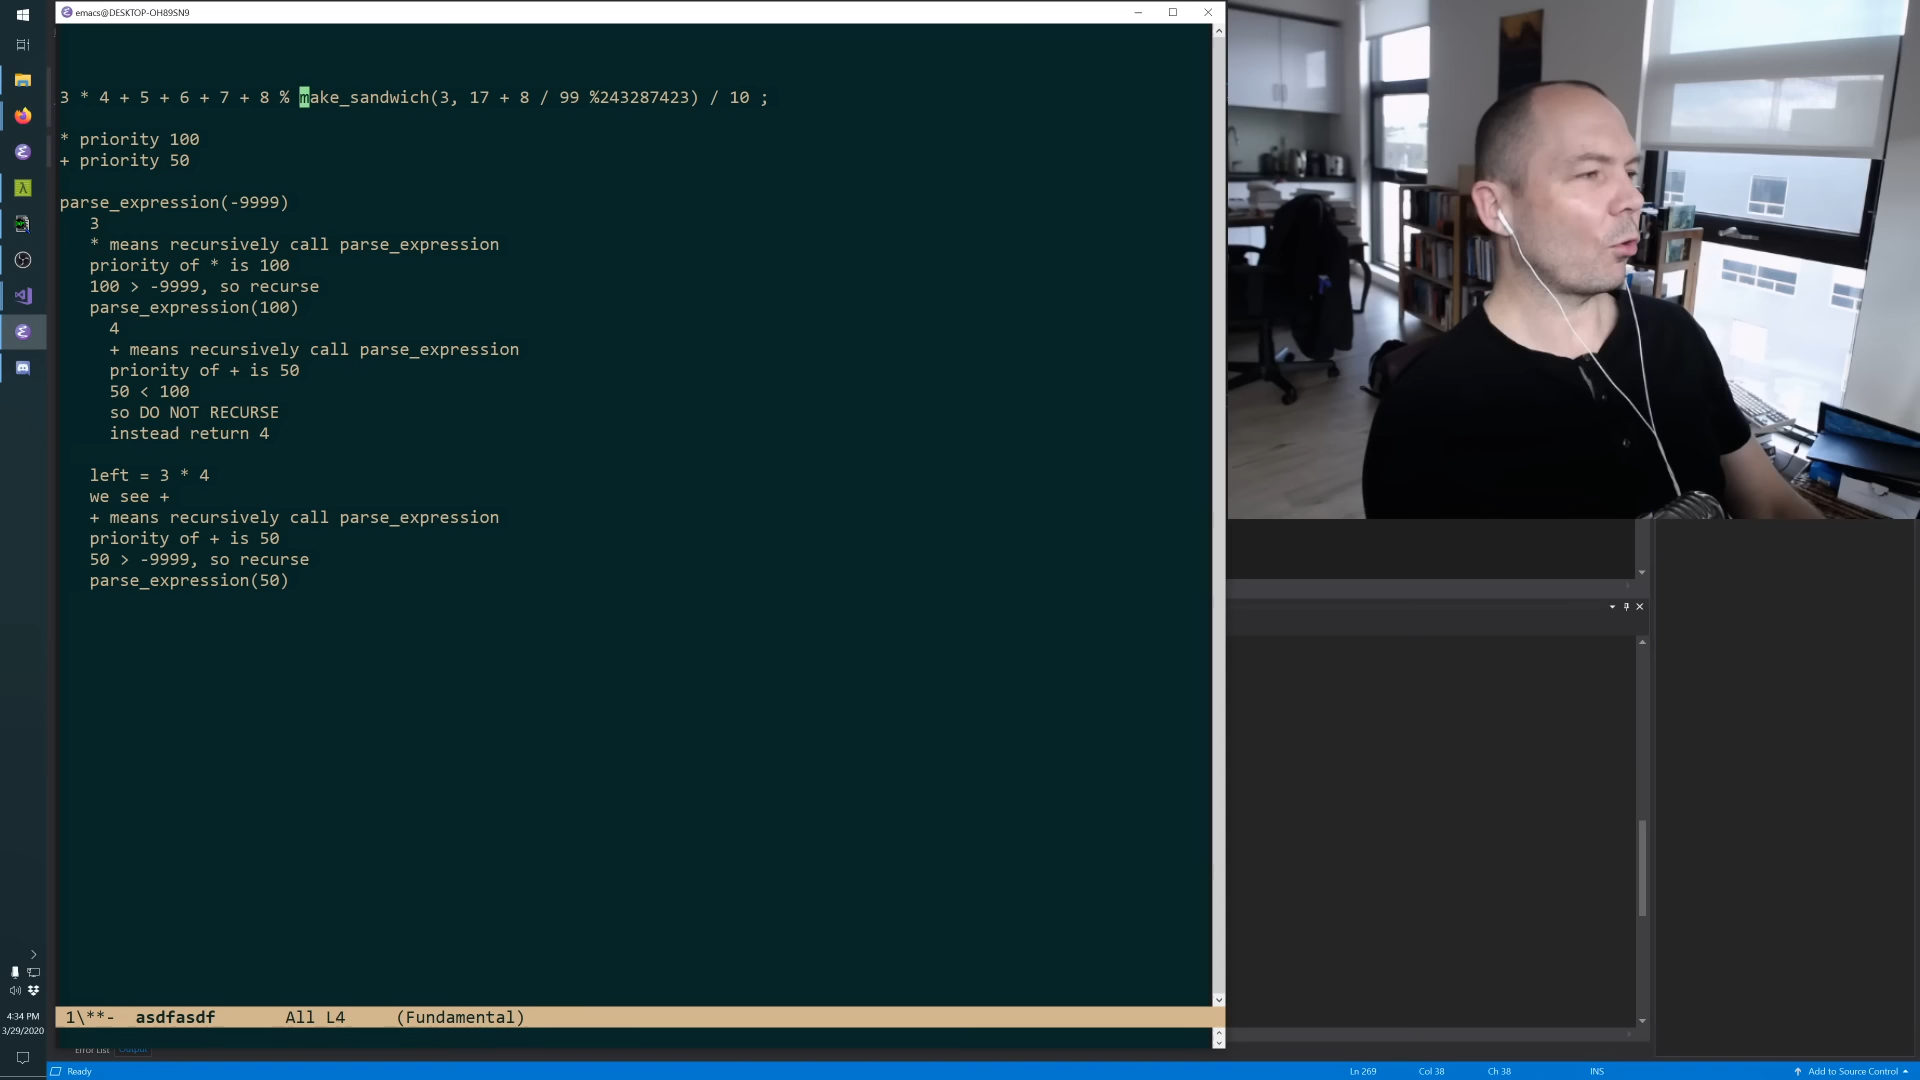 emacs@DESKTOP-OH89SN9
3 * 4 + 5 + 6 + 7 + 8 % make_sandwich(3, 17 + 8 / 99 %243287423) / 10 ;
* priority 100
+ priority 50
parse_expression(-9999)
3
* means recursively call parse_expression
priority of * is 100
100 > -9999, so recurse
parse_expression(100)
4
+ means recursively call parse_expression
priority of + is 50
50 < 100
so DO NOT RECURSE
instead return 4
left = 3 * 4
we see +
+ means recursively call parse_expression
priority of + is 50
50 > -9999, so recurse
parse_expression(50)
1\**-  asdfasdf       All L4     (Fundamental)
4:34 PM
3/29/2020
Error List Output
Ready Ln 269 Col 38 Ch 38 INS Add to Source Control